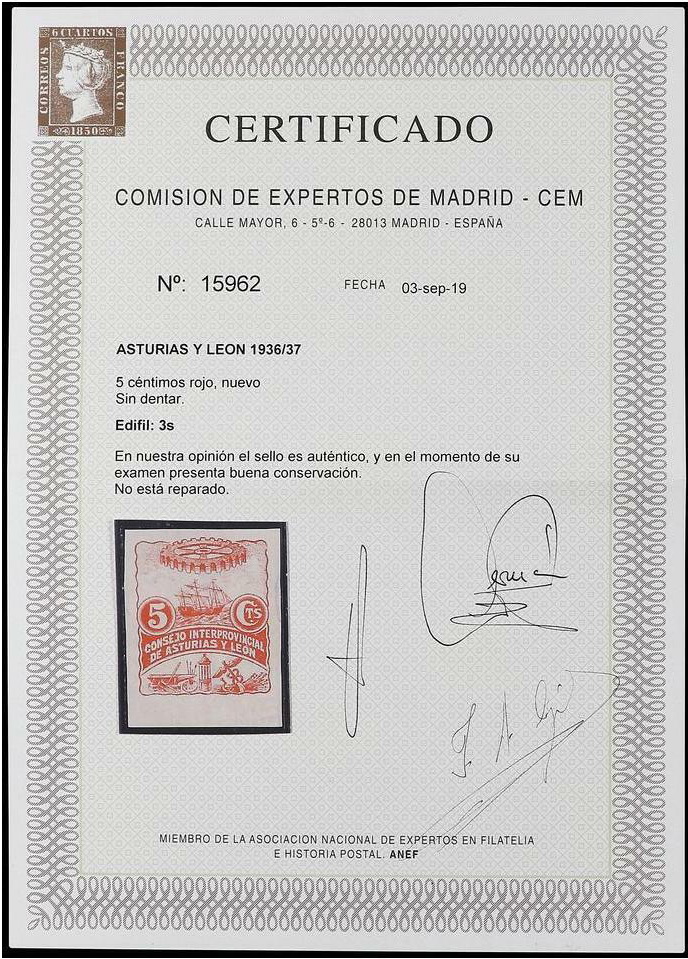 6 CUARTOS
CORREOS
FRANCO
1850
CERTIFICADO
COMISION DE EXPERTOS DE MADRID - CEM
CALLE MAYOR, 6 - 5º-6 - 28013 MADRID - ESPAÑA
Nº: 15962
FECHA 03-sep-19
ASTURIAS Y LEON 1936/37
5 céntimos rojo, nuevo
Sin dentar.
Edifil: 3s
En nuestra opinión el sello es auténtico, y en el momento de su
examen presenta buena conservación.
No está reparado.
5 CTS
CONSEJO INTERPROVINCIAL
DE ASTURIAS Y LEON
MIEMBRO DE LA ASOCIACION NACIONAL DE EXPERTOS EN FILATELIA
E HISTORIA POSTAL. ANEF